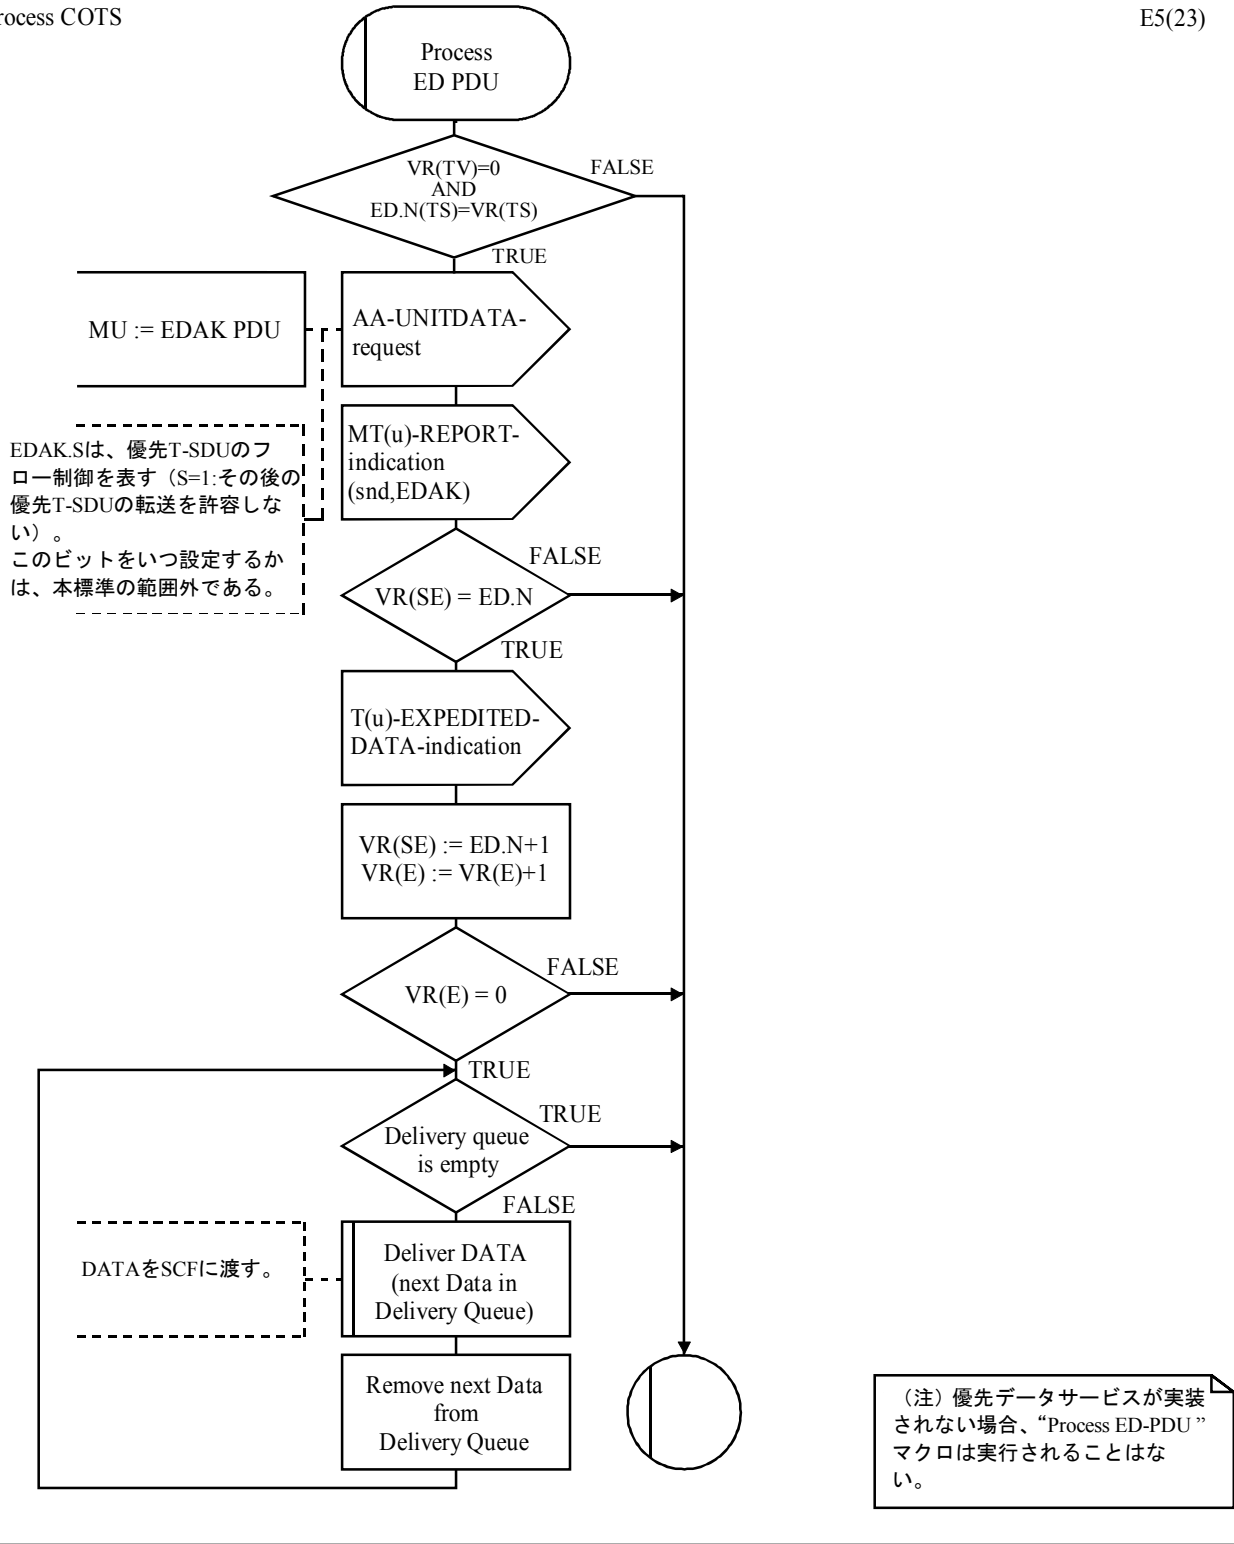 rocess COTS
E5(23)
Process
ED PDU
VR(TV)=0
AND
ED.N(TS)=VR(TS)
FALSE
TRUE
MU := EDAK PDU
AA-UNITDATA-
request
MT(u)-REPORT-
indication
(snd,EDAK)
EDAK.Sは、優先T-SDUのフ
ロー制御を表す（S=1:その後の
優先T-SDUの転送を許容しな
い）。
このビットをいつ設定するか
は、本標準の範囲外である。
FALSE
VR(SE) = ED.N
TRUE
T(u)-EXPEDITED-
DATA-indication
VR(SE) := ED.N+1
VR(E) := VR(E)+1
FALSE
VR(E) = 0
TRUE
TRUE
Delivery queue
is empty
FALSE
DATAをSCFに渡す。
Deliver DATA
(next Data in
Delivery Queue)
Remove next Data
from
Delivery Queue
（注）優先データサービスが実装
されない場合、“Process ED-PDU ”
マクロは実行されることはな
い。